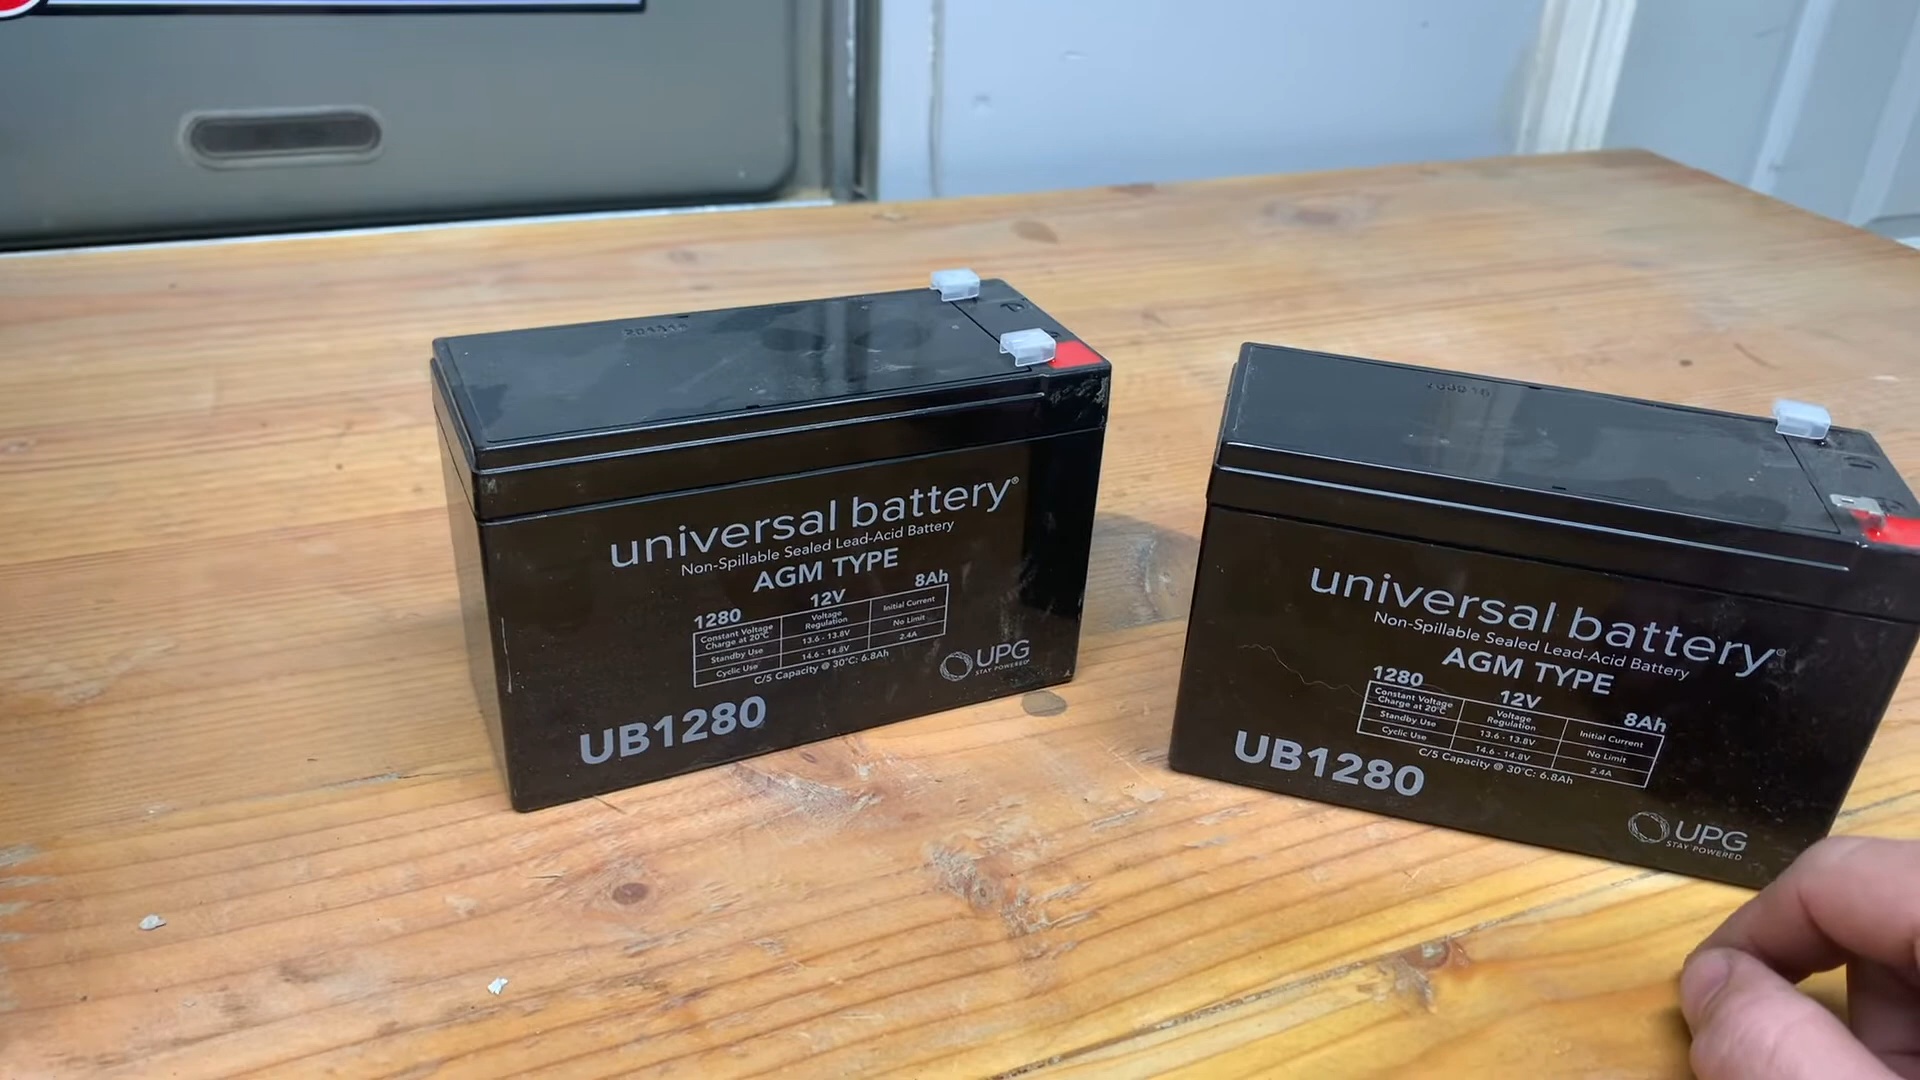 universal battery®
Non-Spillable Sealed Lead-Acid Battery
AGM TYPE
1280 12V 8Ah
Constant Voltage Charge at 20°C Voltage Regulation Initial Current
Standby Use 13.6 - 13.8V No Limit
Cyclic Use 14.6 - 14.8V 2.4A
C/5 Capacity @ 30°C: 6.8Ah
UPG
STAY POWERED
UB1280
universal battery®
Non-Spillable Sealed Lead-Acid Battery
AGM TYPE
1280 12V 8Ah
Constant Voltage Charge at 20°C Voltage Regulation Initial Current
Standby Use 13.6 - 13.8V No Limit
Cyclic Use 14.6 - 14.8V 2.4A
C/5 Capacity @ 30°C: 6.8Ah
UB1280
UPG
STAY POWERED